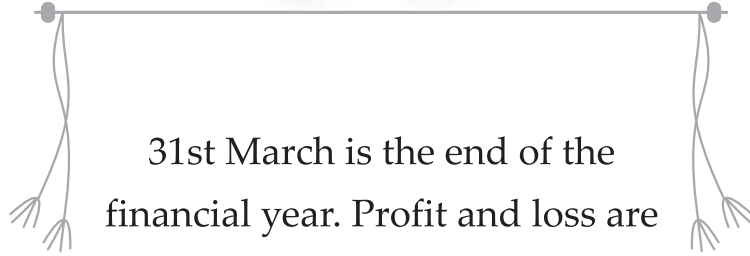 31st March is the end of the
financial year. Profit and loss are